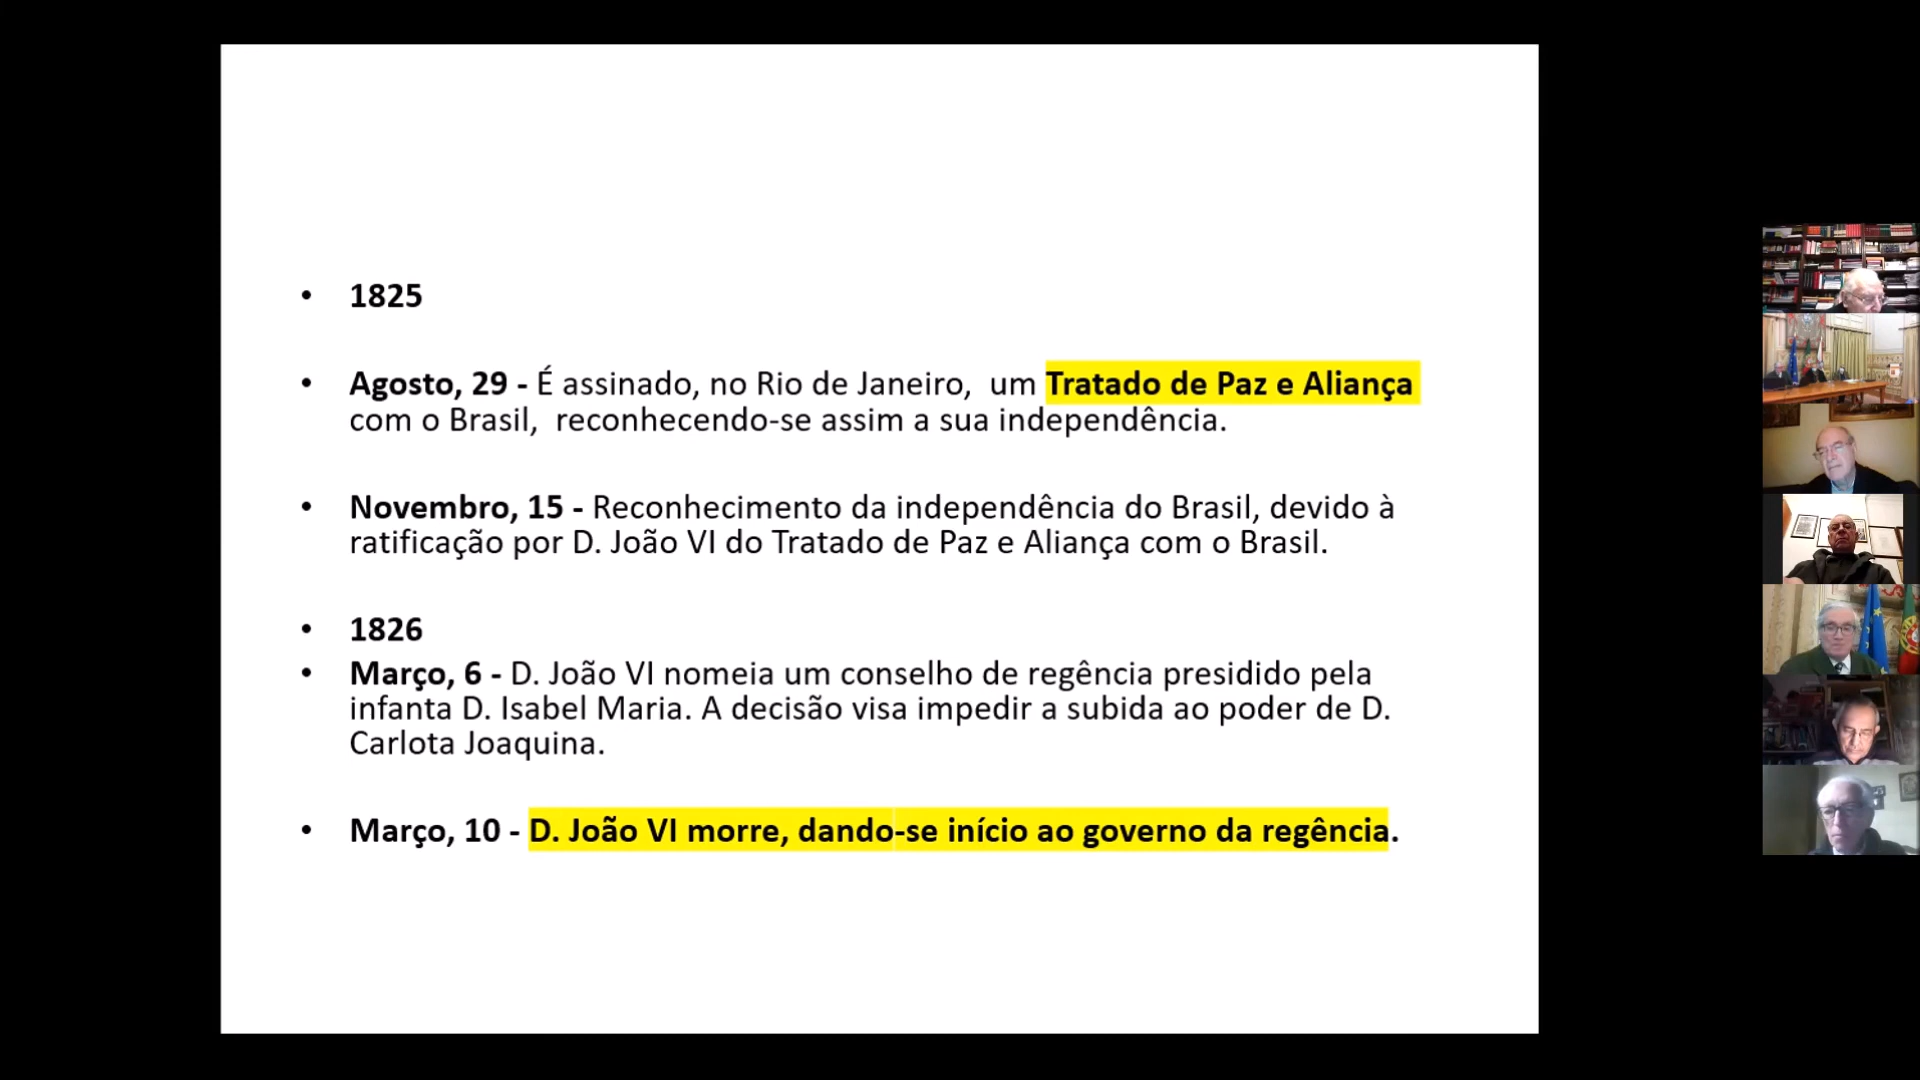 • 1825
• Agosto, 29 - É assinado, no Rio de Janeiro,  um Tratado de Paz e Aliança
com o Brasil,  reconhecendo-se assim a sua independência.
• Novembro, 15 - Reconhecimento da independência do Brasil, devido à
ratificação por D. João VI do Tratado de Paz e Aliança com o Brasil.
• 1826
• Março, 6 - D. João VI nomeia um conselho de regência presidido pela
infanta D. Isabel Maria. A decisão visa impedir a subida ao poder de D.
Carlota Joaquina.
• Março, 10 - D. João VI morre, dando-se início ao governo da regência.